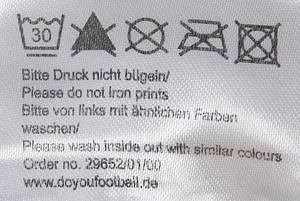 30
Bitte Druck nicht bügeln/
Please do not iron prints
Bitte von links mit ähnlichen Farben
waschen/
Please wash inside out with similar colours
Order no. 29652/01/00
www.doyoufootball.de